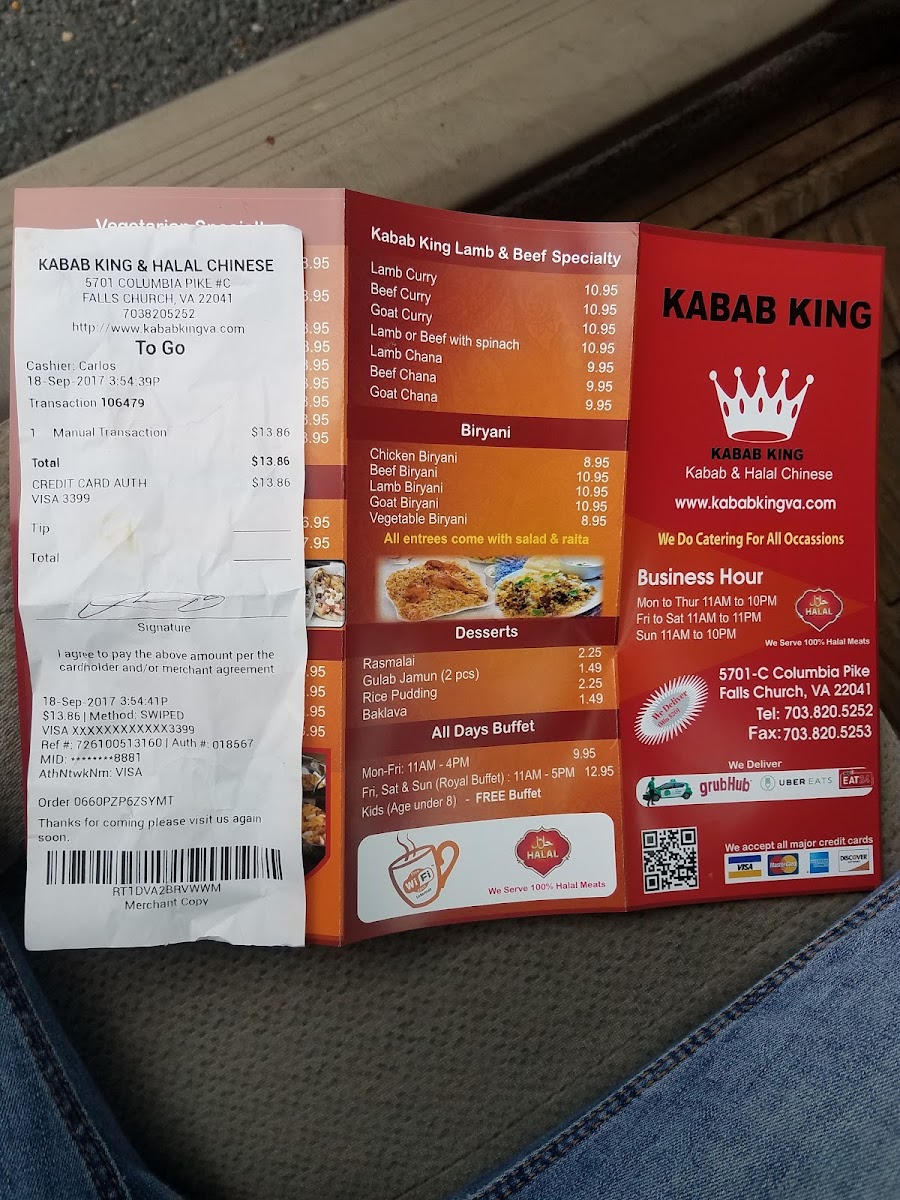 KABAB KING & HALAL CHINESE
5701 COLUMBIA PIKE #C
FALLS CHURCH, VA 22041
7038205252
http://www.kababkingva.com
To Go
Cashier: Carlos
18-Sep-2017 3:54:39P
Transaction 106479
1 Manual Transaction $13.86
Total $13.86
CREDIT CARD AUTH $13.86
VISA 3399
Tip
Total
Signature
I agree to pay the above amount per the
cardholder and/or merchant agreement
18-Sep-2017 3:54:41P
$13.86 | Method: SWIPED
VISA XXXXXXXXXXXX3399
Ref #: 726100513160 | Auth #: 018567
MID: ********8881
AthNtwkNm: VISA
Order 0660PZP6ZSYMT
Thanks for coming please visit us again
soon.
RT1DVA2BRVWWM
Merchant Copy
Kabab King Lamb & Beef Specialty
Lamb Curry 10.95
Beef Curry 10.95
Goat Curry 10.95
Lamb or Beef with spinach 10.95
Lamb Chana 9.95
Beef Chana 9.95
Goat Chana 9.95
Biryani
Chicken Biryani 8.95
Beef Biryani 10.95
Lamb Biryani 10.95
Goat Biryani 10.95
Vegetable Biryani 8.95
All entrees come with salad & raita
Desserts
Rasmalai 2.25
Gulab Jamun (2 pcs) 1.49
Rice Pudding 2.25
Baklava 1.49
All Days Buffet
Mon-Fri: 11AM - 4PM 9.95
Fri, Sat & Sun (Royal Buffet) : 11AM - 5PM 12.95
Kids (Age under 8) - FREE Buffet
WiFi
حلال
HALAL
We Serve 100% Halal Meats
KABAB KING
KABAB KING
Kabab & Halal Chinese
www.kababkingva.com
We Do Catering For All Occassions
Business Hour
Mon to Thur 11AM to 10PM
Fri to Sat 11AM to 11PM
Sun 11AM to 10PM
حلال
HALAL
We Serve 100% Halal Meats
We Deliver
5701-C Columbia Pike
Falls Church, VA 22041
Tel: 703.820.5252
Fax: 703.820.5253
We Deliver
grubHub
UBER EATS
EAT24
We accept all major credit cards
VISA
MasterCard
DISCOVER